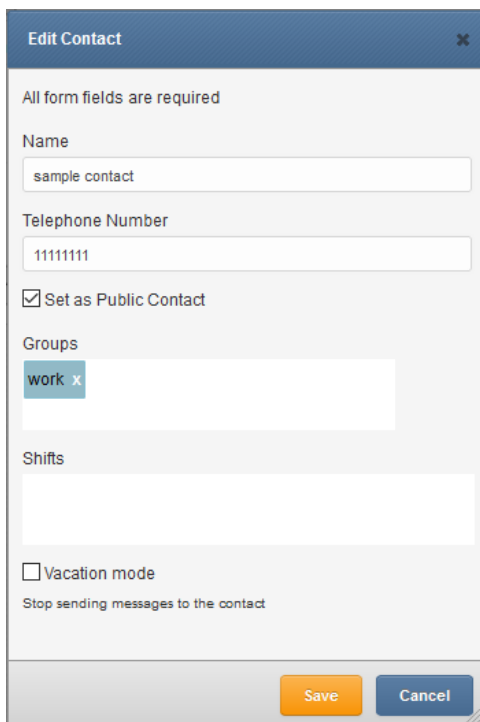 Edit Contact
All form fields are required
Name
sample contact
Telephone Number
11111111
Set as Public Contact
Groups
work x
Shifts
Vacation mode
Stop sending messages to the contact
Save Cancel